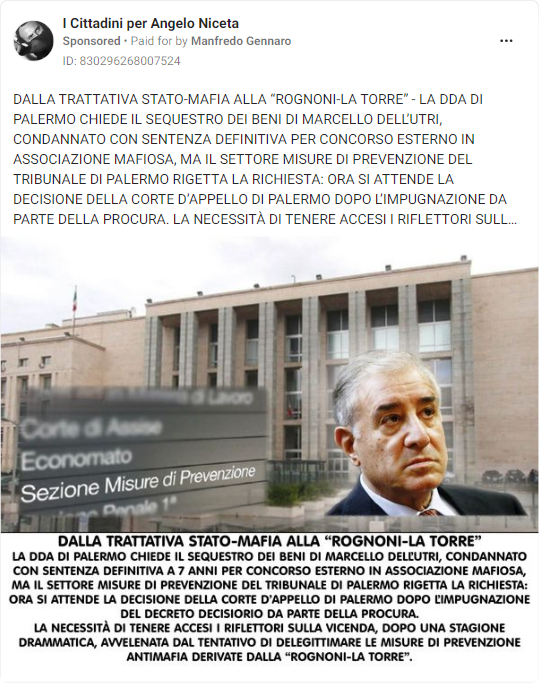 I Cittadini per Angelo Niceta
Sponsored • Paid for by Manfredo Gennaro
ID: 830296268007524
DALLA TRATTATIVA STATO-MAFIA ALLA “ROGNONI-LA TORRE” - LA DDA DI
PALERMO CHIEDE IL SEQUESTRO DEI BENI DI MARCELLO DELL’UTRI,
CONDANNATO CON SENTENZA DEFINITIVA PER CONCORSO ESTERNO IN
ASSOCIAZIONE MAFIOSA, MA IL SETTORE MISURE DI PREVENZIONE DEL
TRIBUNALE DI PALERMO RIGETTA LA RICHIESTA: ORA SI ATTENDE LA
DECISIONE DELLA CORTE D’APPELLO DI PALERMO DOPO L’IMPUGNAZIONE DA
PARTE DELLA PROCURA. LA NECESSITÀ DI TENERE ACCESI I RIFLETTORI SULL...
Lavoro
Corte di Assise
Economato
Sezione Misure di Prevenzione
Penale 1ª
DALLA TRATTATIVA STATO-MAFIA ALLA “ROGNONI-LA TORRE”
LA DDA DI PALERMO CHIEDE IL SEQUESTRO DEI BENI DI MARCELLO DELL'UTRI, CONDANNATO
CON SENTENZA DEFINITIVA A 7 ANNI PER CONCORSO ESTERNO IN ASSOCIAZIONE MAFIOSA,
MA IL SETTORE MISURE DI PREVENZIONE DEL TRIBUNALE DI PALERMO RIGETTA LA RICHIESTA:
ORA SI ATTENDE LA DECISIONE DELLA CORTE D'APPELLO DI PALERMO DOPO L'IMPUGNAZIONE
DEL DECRETO DECISORIO DA PARTE DELLA PROCURA.
LA NECESSITÀ DI TENERE ACCESI I RIFLETTORI SULLA VICENDA, DOPO UNA STAGIONE
DRAMMATICA, AVVELENATA DAL TENTATIVO DI DELEGITTIMARE LE MISURE DI PREVENZIONE
ANTIMAFIA DERIVATE DALLA “ROGNONI-LA TORRE”.